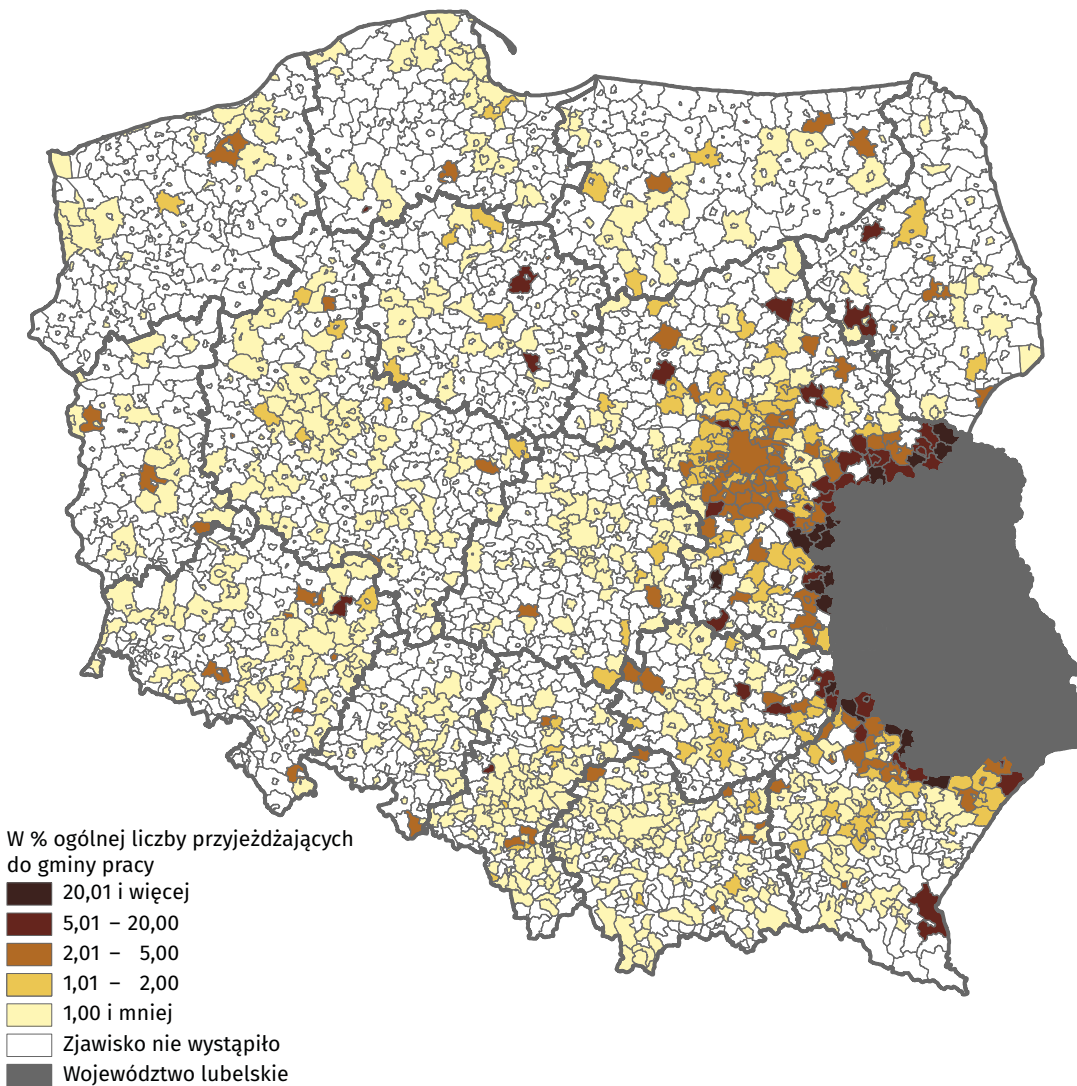 W % ogólnej liczby przyjeżdżających
do gminy pracy
20,01 i więcej
5,01 – 20,00
2,01 – 5,00
1,01 – 2,00
1,00 i mniej
Zjawisko nie wystąpiło
Województwo lubelskie